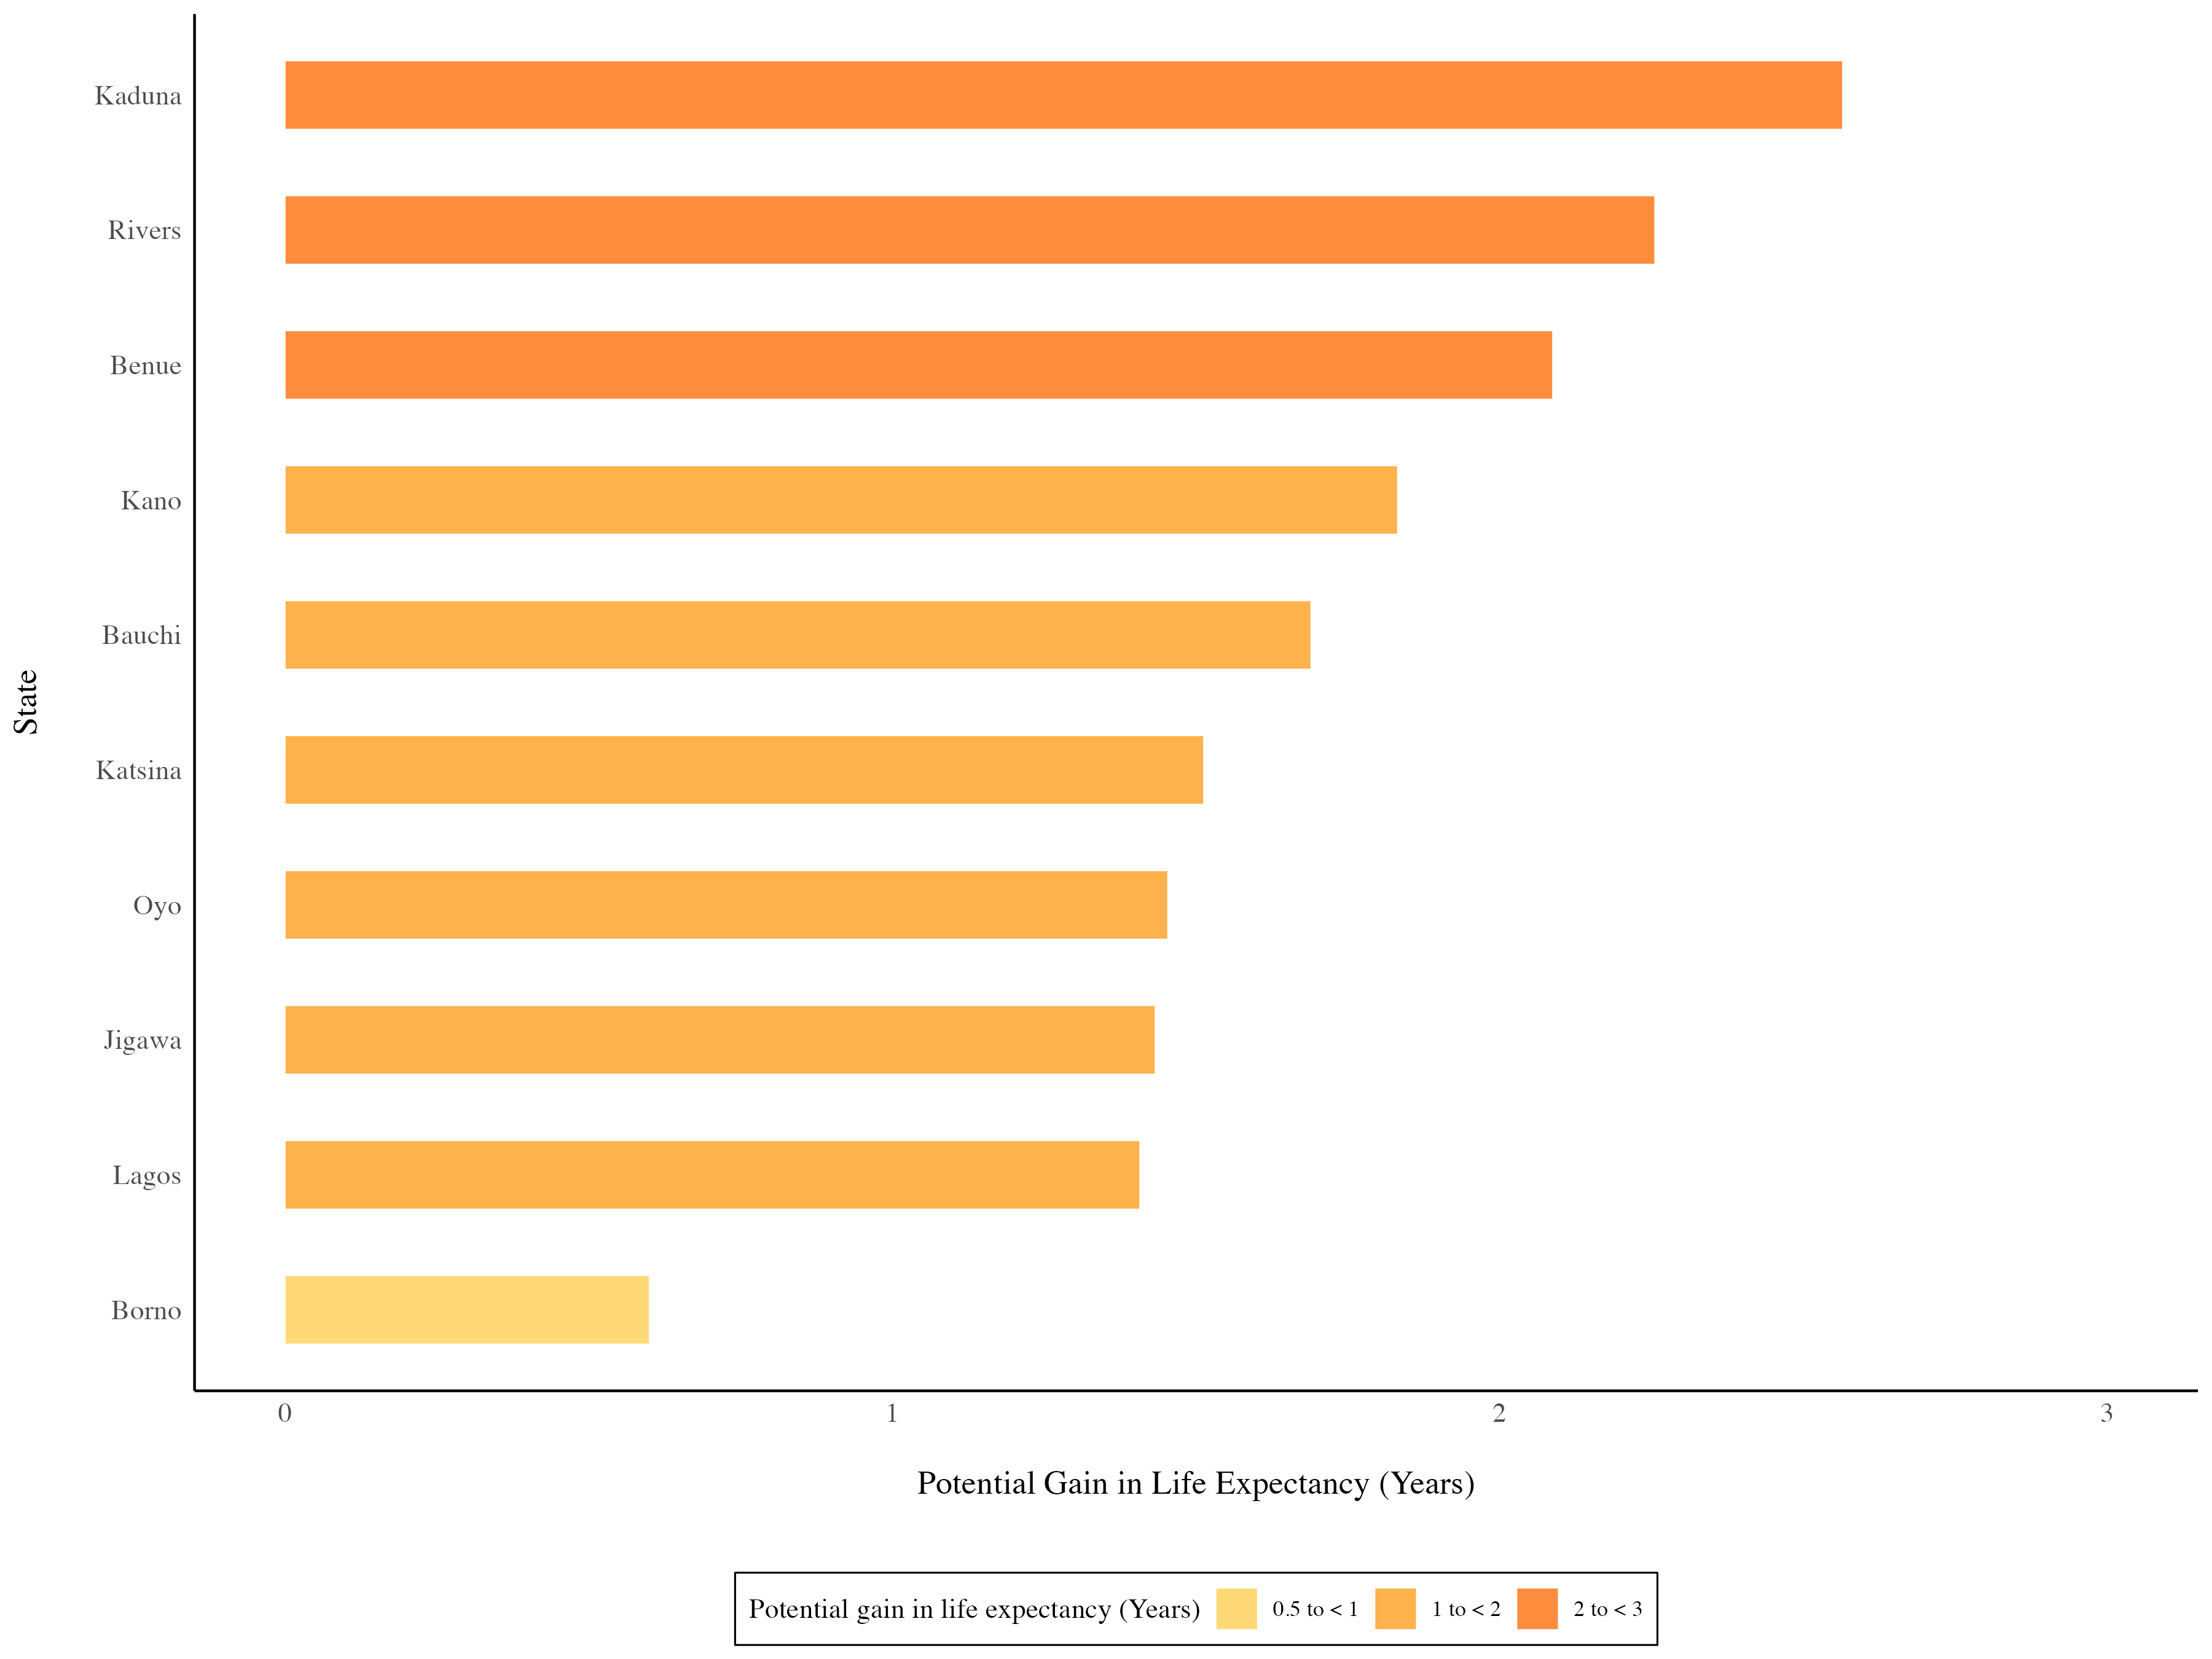 Kaduna
Rivers
Benue
Kano
Bauchi
Katsina
Oyo
Jigawa
Lagos
Borno
State
0 1 2 3
Potential Gain in Life Expectancy (Years)
Potential gain in life expectancy (Years) 0.5 to < 1 1 to < 2 2 to < 3